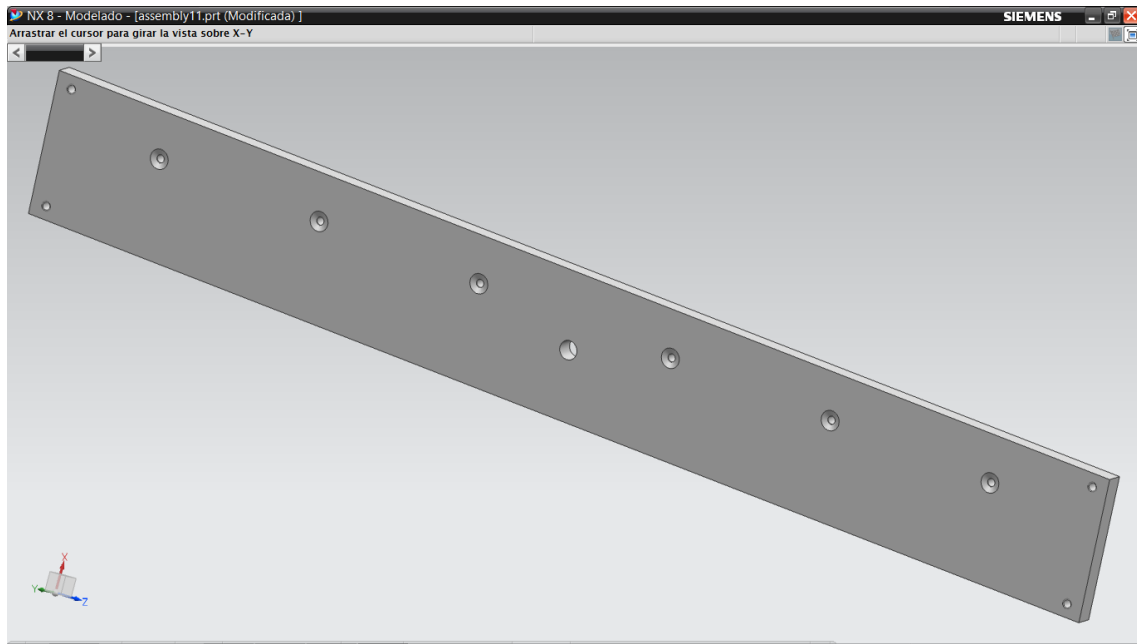 NX 8 - Modelado - [assembly11.prt (Modificada) ]
SIEMENS
Arrastrar el cursor para girar la vista sobre X-Y
X
Y
Z